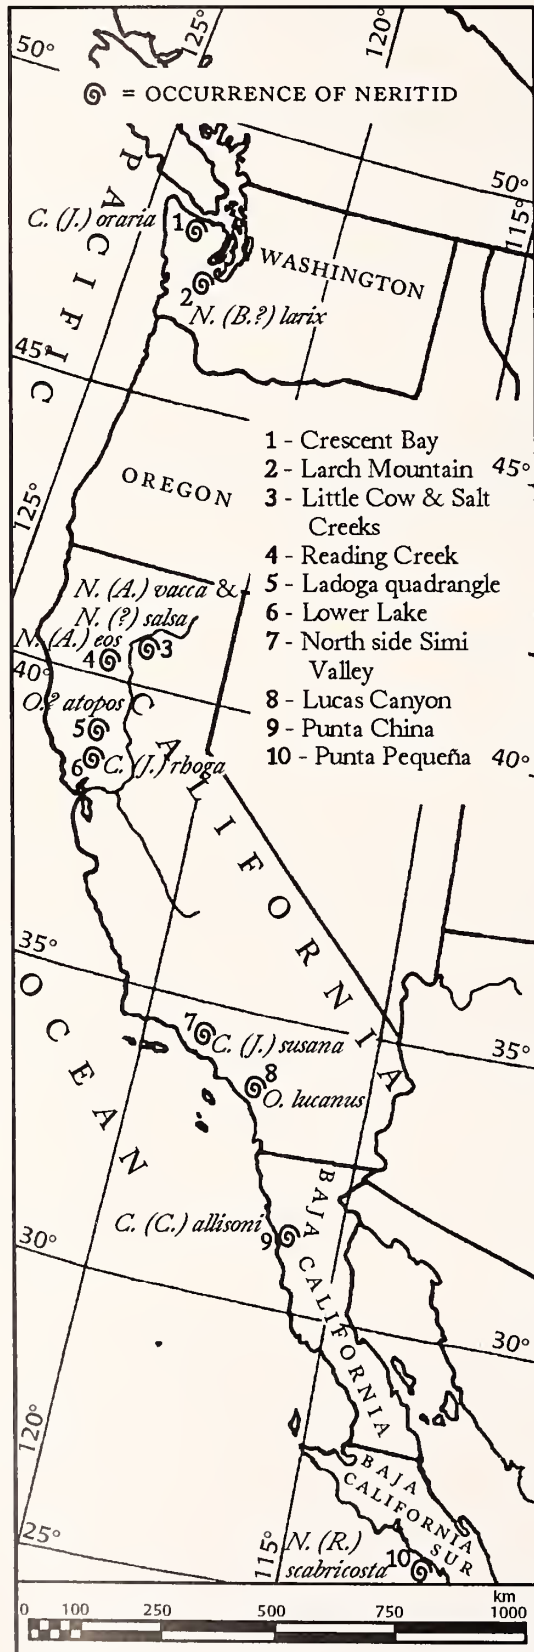 125°
120°
50°
= OCCURRENCE OF NERITID
PACIFIC
50°
115°
C. (J.) oraria
1
WASHINGTON
2
N. (B.?) larix
45°
1 - Crescent Bay
2 - Larch Mountain
45°
3 - Little Cow & Salt
Creeks
4 - Reading Creek
5 - Ladoga quadrangle
6 - Lower Lake
7 - North side Simi
Valley
8 - Lucas Canyon
9 - Punta China
10 - Punta Pequeña
40°
OREGON
125°
N. (A.) vacca &
N. (?) salsa
N. (A.) eos
4
3
40°
O.? atopos
5
6
C. (J.) rhoga
CALIFORNIA
35°
OCEAN
7
C. (J.) susana
35°
8
O. lucanus
C. (C.) allisoni
9
BAJA CALIFORNIA
30°
30°
120°
BAJA
CALIFORNIA
SUR
25°
115°
N. (R.)
scabricosta
10
km
0 100 250 500 750 1000